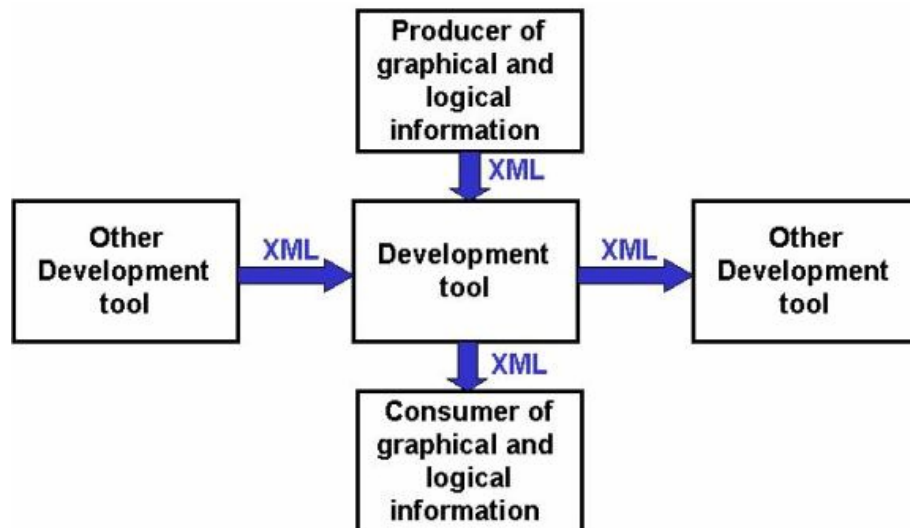 Producer of
graphical and
logical
information
XML
Other
Development
tool
XML
Development
tool
XML
Other
Development
tool
XML
Consumer of
graphical and
logical
information